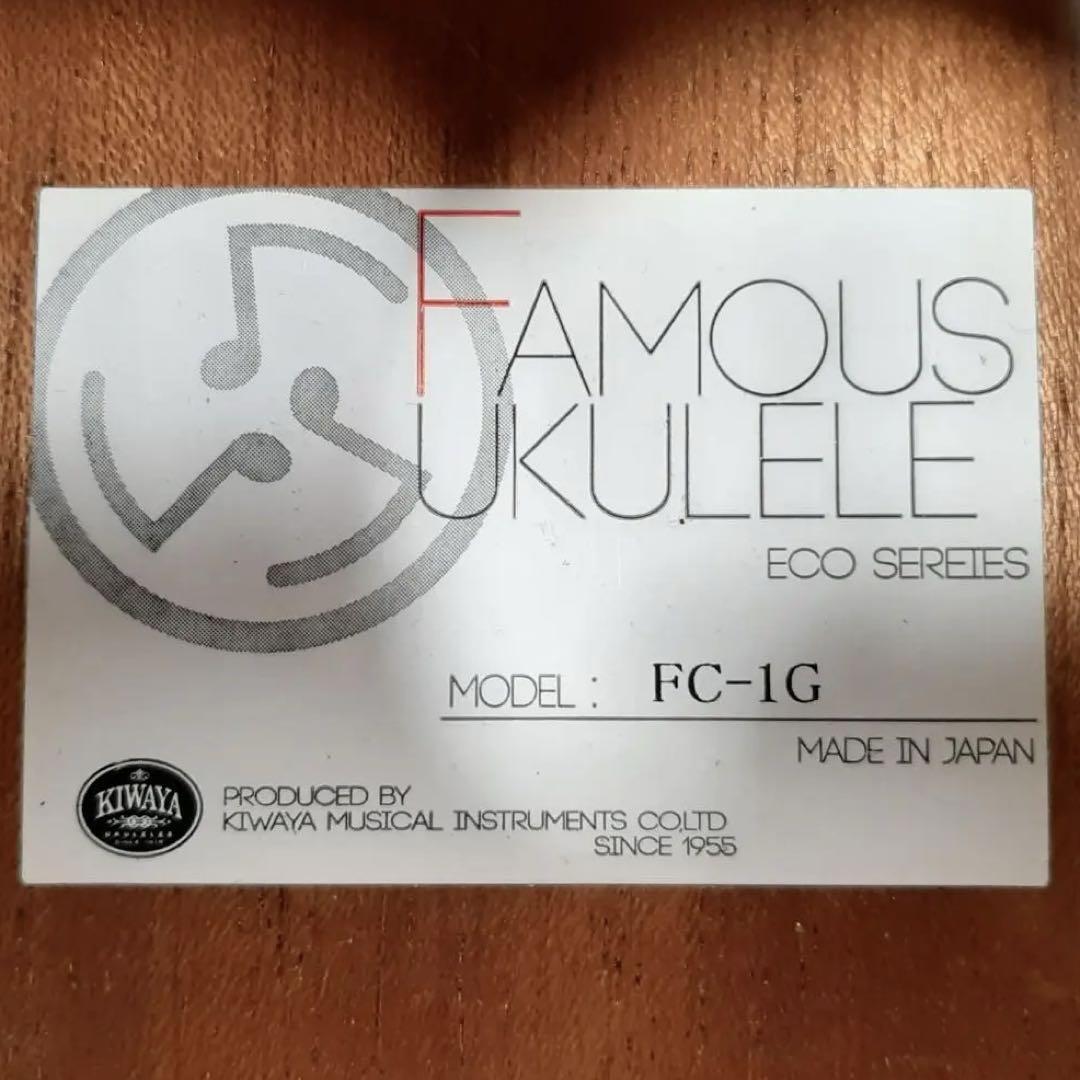 FAMOUS
UKULELE
ECO SEREIES
MODEL : FC-1G
MADE IN JAPAN
KIWAYA
PRODUCED BY
KIWAYA MUSICAL INSTRUMENTS CO,LTD
SINCE 1955